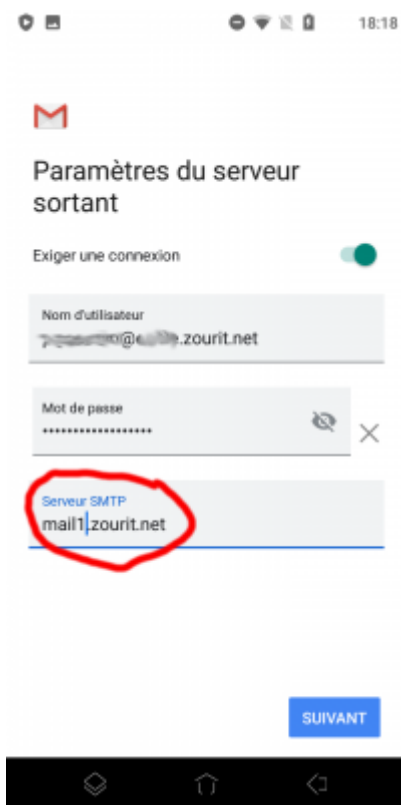 18:18
Paramètres du serveur
sortant
Exiger une connexion
Nom d'utilisateur
.zourit.net
Mot de passe
••••••••••••••••••
Serveur SMTP
mail1.zourit.net
SUIVANT